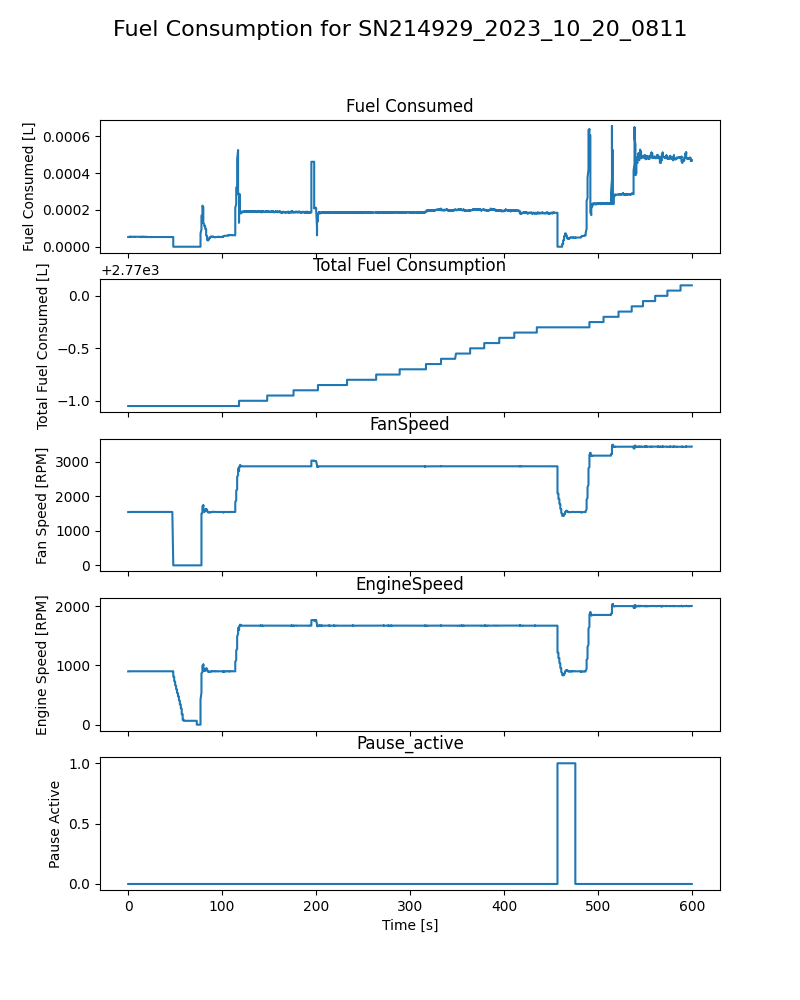 Fuel Consumption for SN214929_2023_10_20_0811
Fuel Consumed
Fuel Consumed [L]
0.0006
0.0004
0.0002
0.0000
Total Fuel Consumption
+2.77e3
Total Fuel Consumed [L]
0.0
−0.5
−1.0
FanSpeed
Fan Speed [RPM]
3000
2000
1000
0
EngineSpeed
Engine Speed [RPM]
2000
1000
0
Pause_active
Pause Active
1.0
0.5
0.0
0 100 200 300 400 500 600
Time [s]